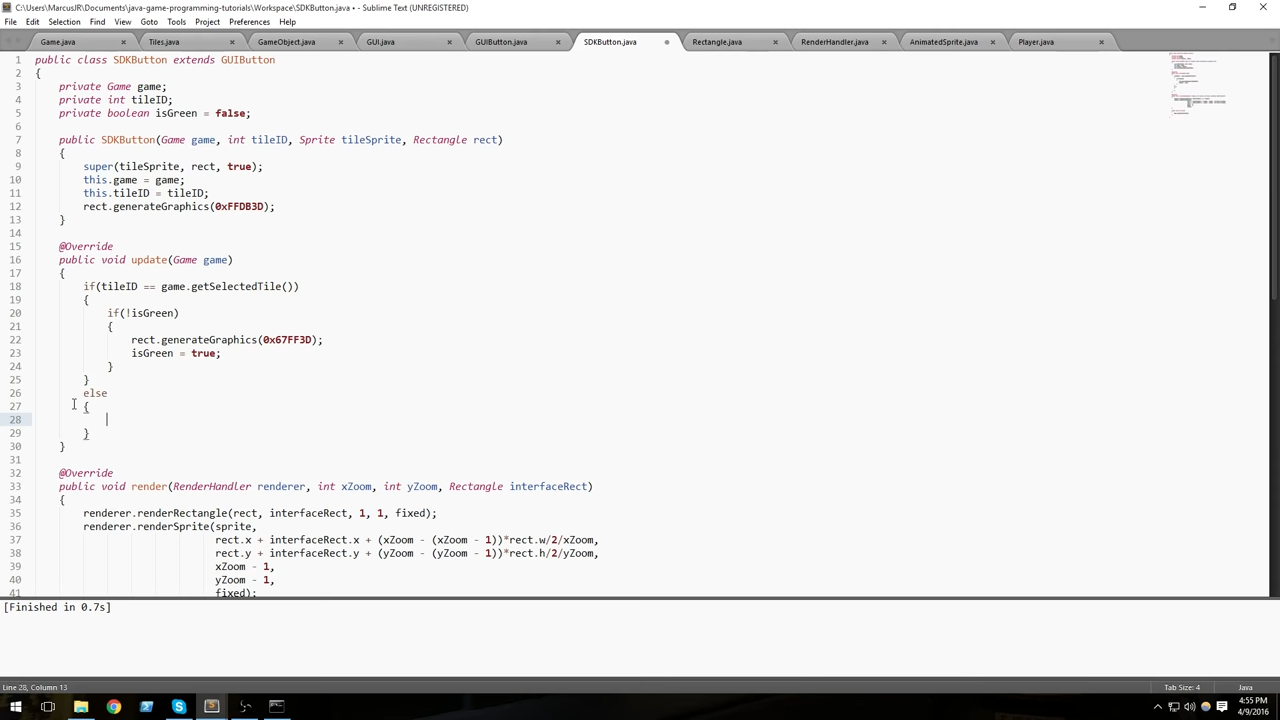 C:\Users\MarcusJR\Documents\java-game-programming-tutorials\Workspace\SDKButton.java • - Sublime Text (UNREGISTERED)
File Edit Selection Find View Goto Tools Project Preferences Help
Game.java Tiles.java GameObject.java GUI.java GUIButton.java SDKButton.java Rectangle.java RenderHandler.java AnimatedSprite.java Player.java
1 public class SDKButton extends GUIButton
2 {
3 private Game game;
4 private int tileID;
5 private boolean isGreen = false;
6
7 public SDKButton(Game game, int tileID, Sprite tileSprite, Rectangle rect)
8 {
9 super(tileSprite, rect, true);
10 this.game = game;
11 this.tileID = tileID;
12 rect.generateGraphics(0xFFDB3D);
13 }
14
15 @Override
16 public void update(Game game)
17 {
18 if(tileID == game.getSelectedTile())
19 {
20 if(!isGreen)
21 {
22 rect.generateGraphics(0x67FF3D);
23 isGreen = true;
24 }
25 }
26 else
27 {
28
29 }
30 }
31
32 @Override
33 public void render(RenderHandler renderer, int xZoom, int yZoom, Rectangle interfaceRect)
34 {
35 renderer.renderRectangle(rect, interfaceRect, 1, 1, fixed);
36 renderer.renderSprite(sprite,
37 rect.x + interfaceRect.x + (xZoom - (xZoom - 1))*rect.w/2/xZoom,
38 rect.y + interfaceRect.y + (yZoom - (yZoom - 1))*rect.h/2/yZoom,
39 xZoom - 1,
40 yZoom - 1,
41 fixed);
[Finished in 0.7s]
Line 28, Column 13 Tab Size: 4 Java
4:55 PM
4/9/2016